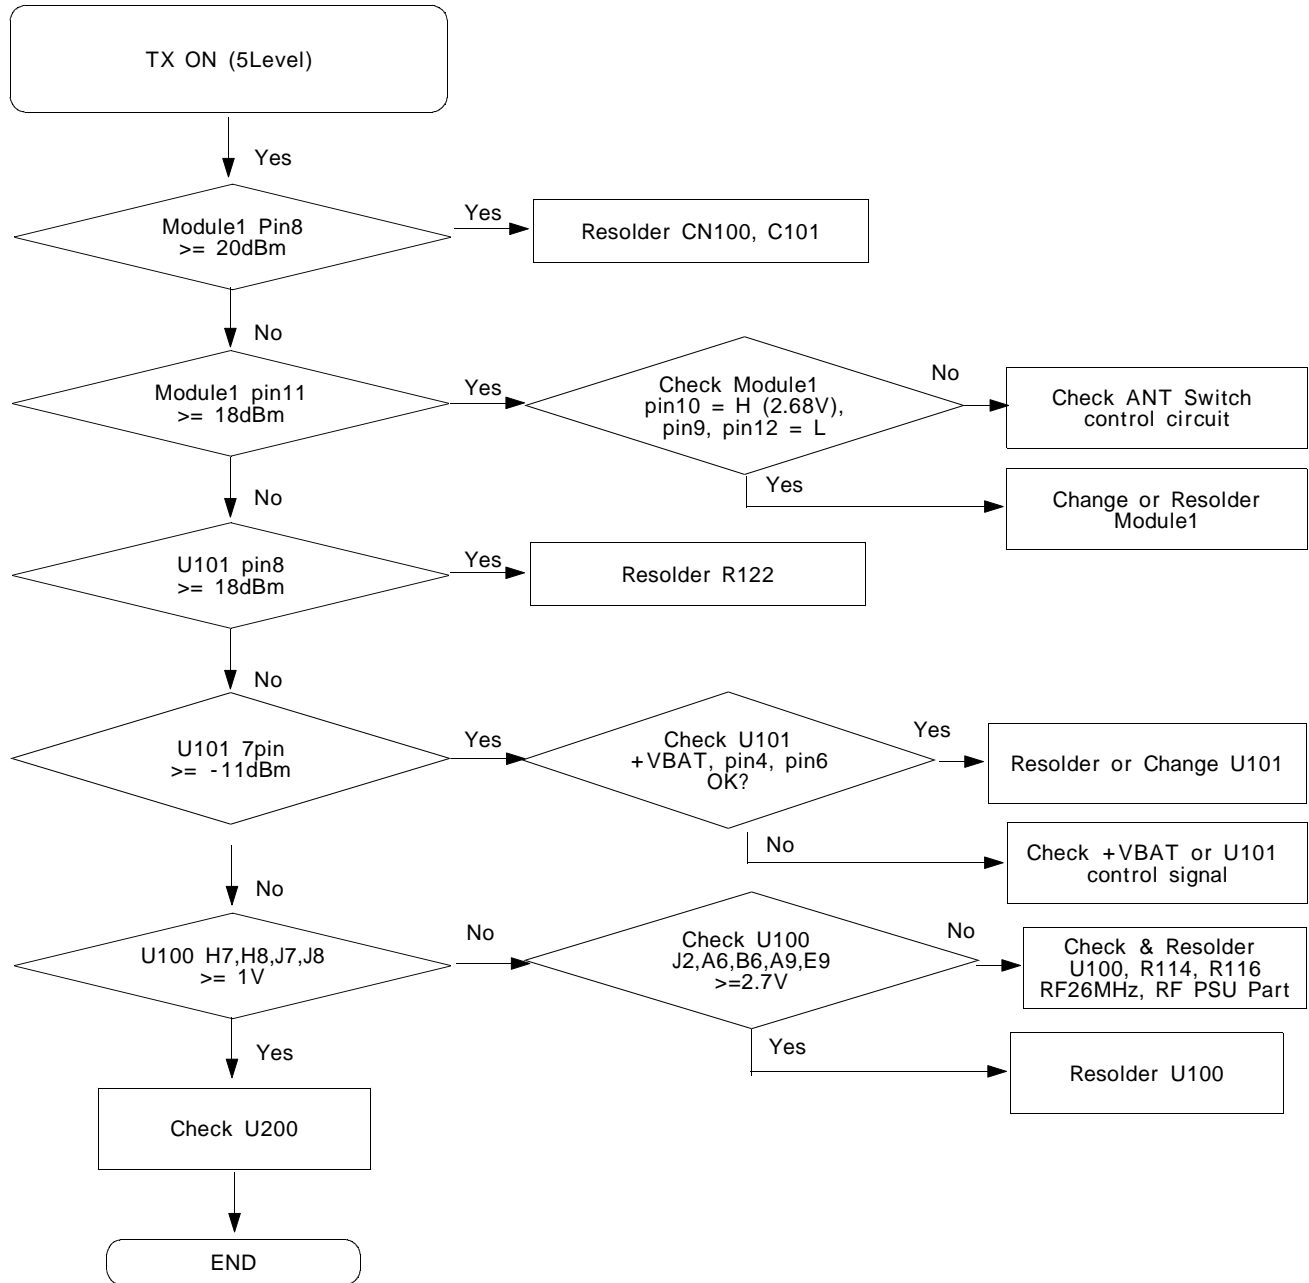 TX ON (5Level)
Yes
Module1 Pin8
>= 20dBm
Yes
Resolder CN100, C101
No
Module1 pin11
>= 18dBm
Yes
Check Module1
pin10 = H (2.68V),
pin9, pin12 = L
No
Check ANT Switch
control circuit
Yes
Change or Resolder
Module1
No
U101 pin8
>= 18dBm
Yes
Resolder R122
No
U101 7pin
>= -11dBm
Yes
Check U101
+VBAT, pin4, pin6
OK?
Yes
Resolder or Change U101
No
Check +VBAT or U101
control signal
No
U100 H7,H8,J7,J8
>= 1V
No
Check U100
J2,A6,B6,A9,E9
>=2.7V
No
Check & Resolder
U100, R114, R116
RF26MHz, RF PSU Part
Yes
Resolder U100
Yes
Check U200
END